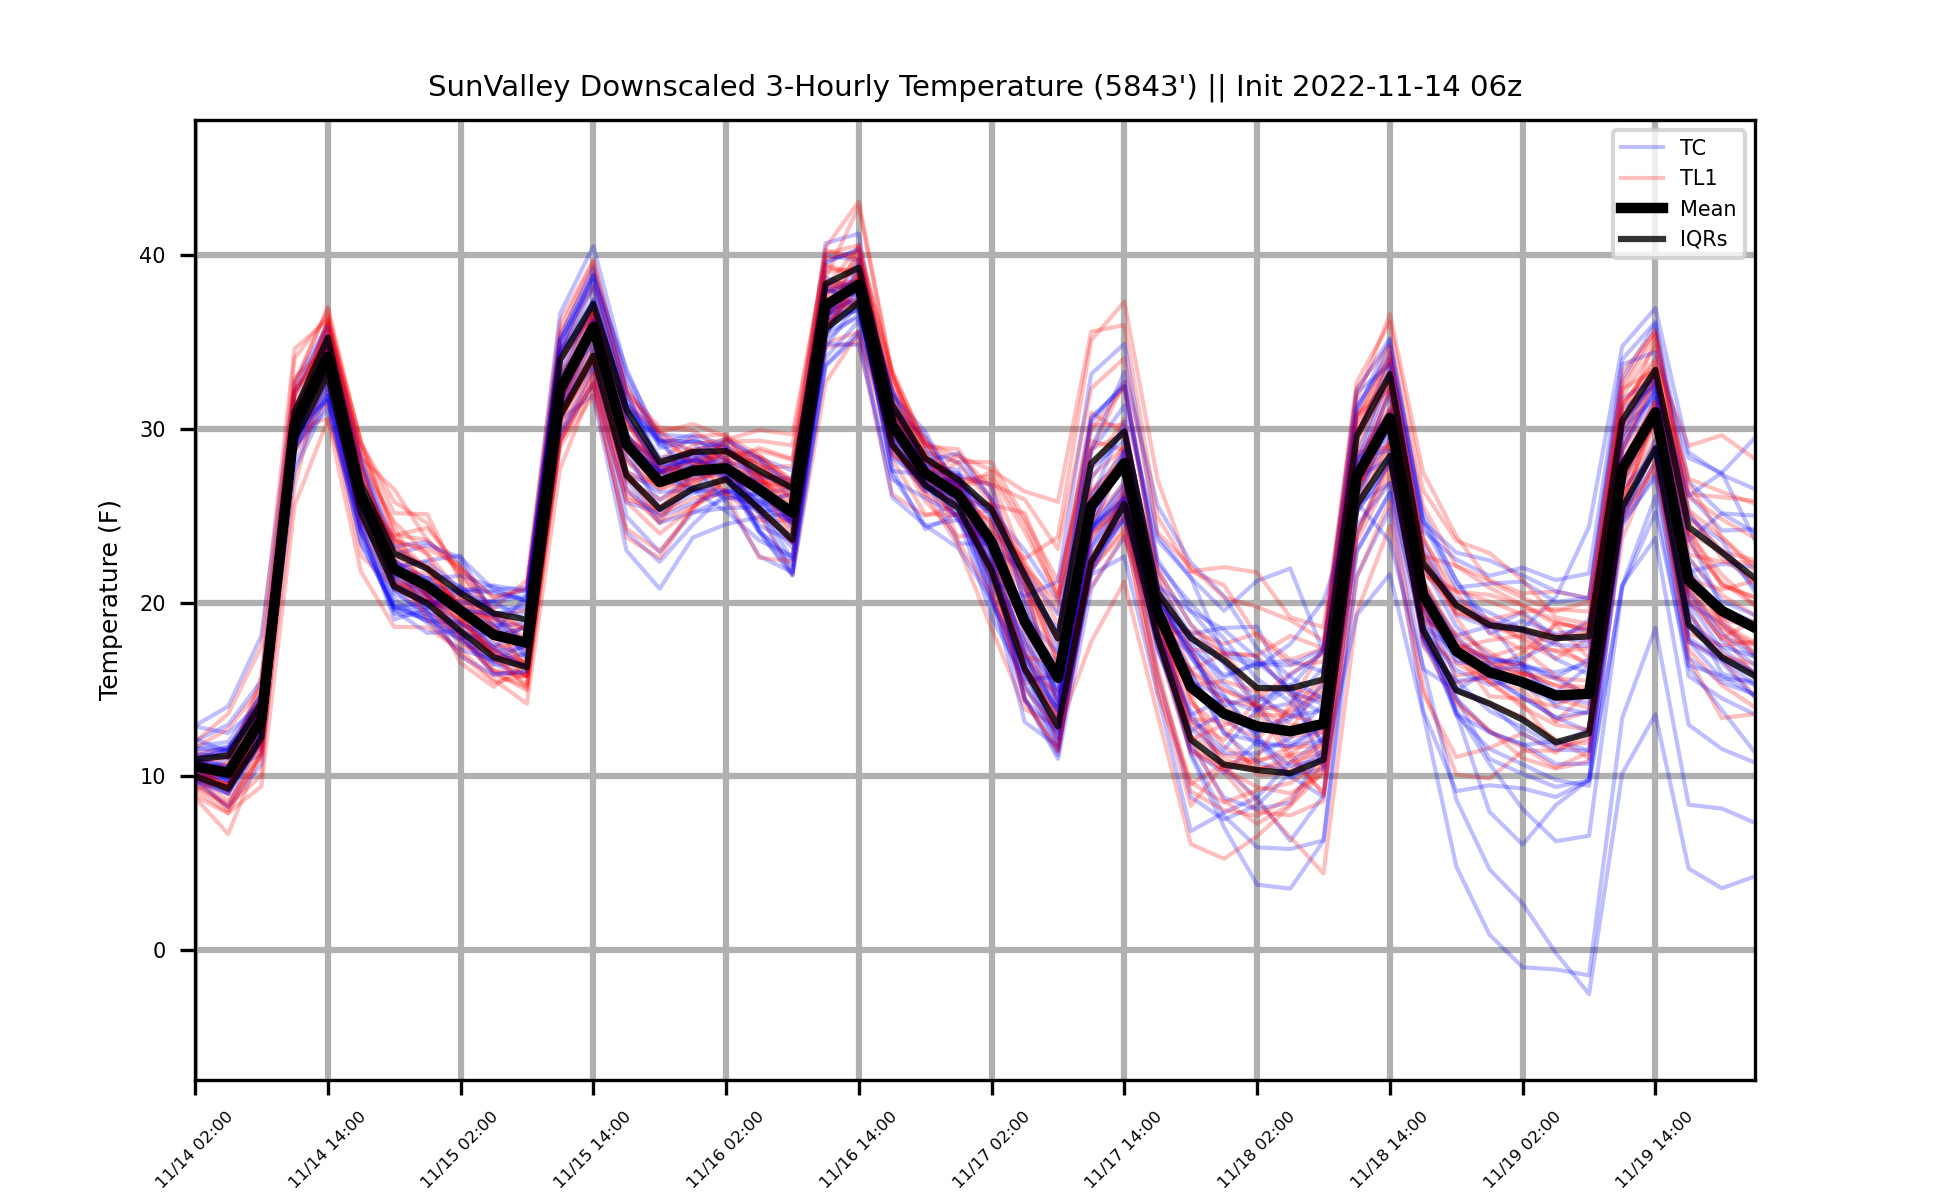 SunValley Downscaled 3-Hourly Temperature (5843') || Init 2022-11-14 06z
TC
TL1
Mean
IQRs
Temperature (F)
40
30
20
10
0
11/14 02:00
11/14 14:00
11/15 02:00
11/15 14:00
11/16 02:00
11/16 14:00
11/17 02:00
11/17 14:00
11/18 02:00
11/18 14:00
11/19 02:00
11/19 14:00